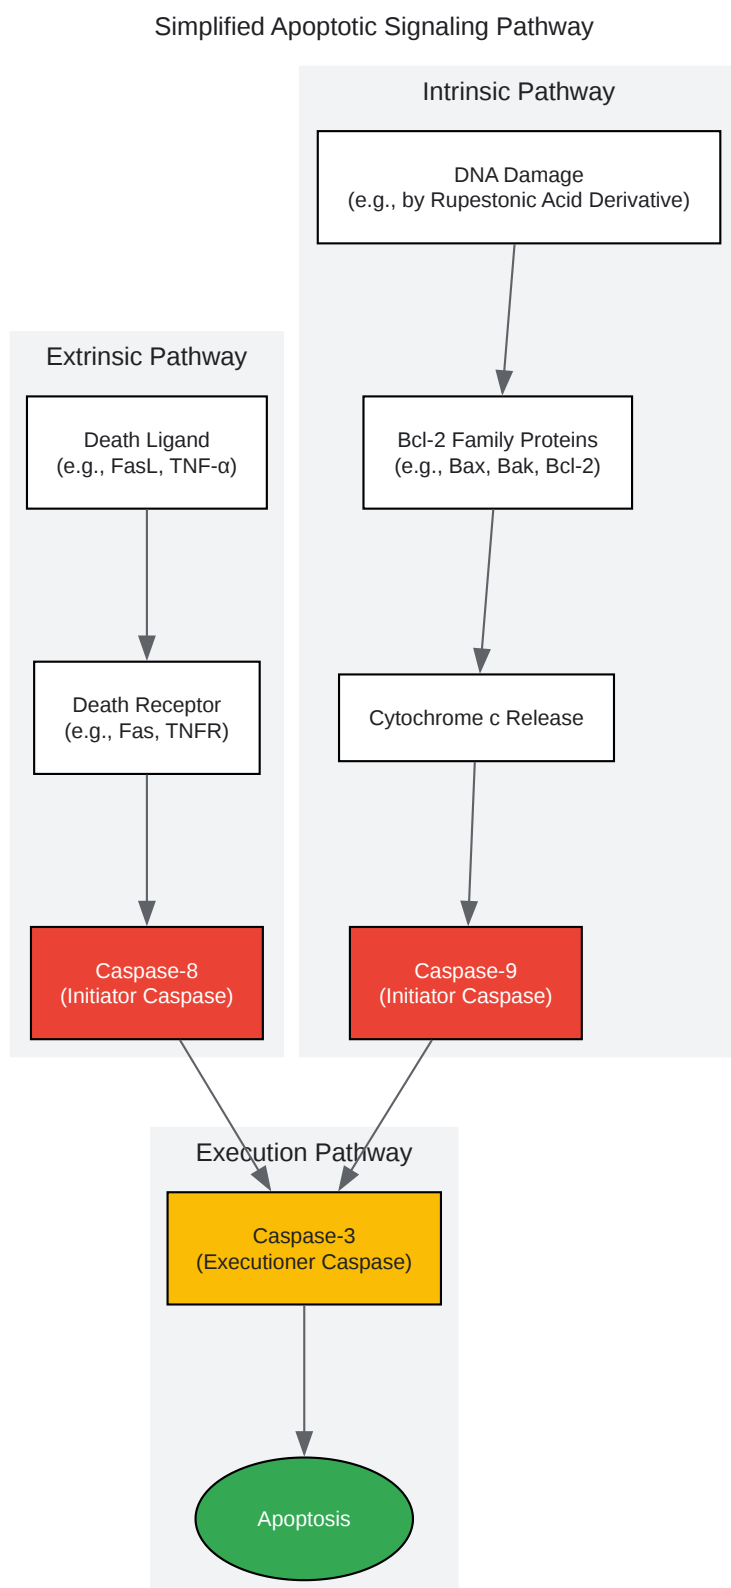 Simplified Apoptotic Signaling Pathway
Intrinsic Pathway
DNA Damage
(e.g., by Rupestonic Acid Derivative)
Extrinsic Pathway
Death Ligand
(e.g., FasL, TNF-α)
Bcl-2 Family Proteins
(e.g., Bax, Bak, Bcl-2)
Death Receptor
(e.g., Fas, TNFR)
Cytochrome c Release
Caspase-8
(Initiator Caspase)
Caspase-9
(Initiator Caspase)
Execution Pathway
Caspase-3
(Executioner Caspase)
Apoptosis